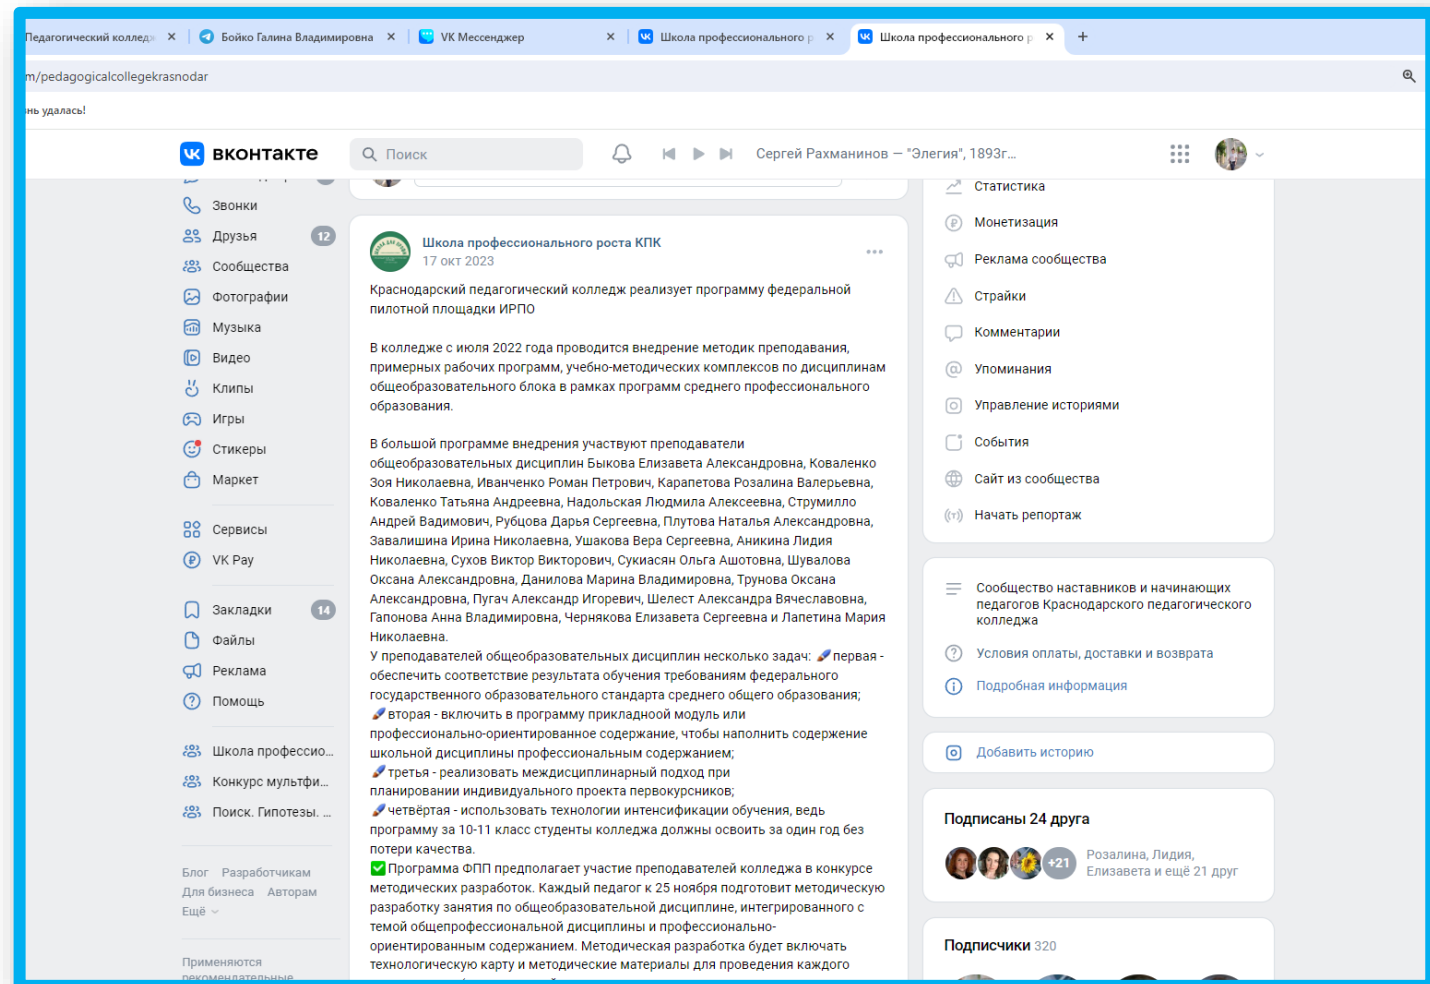 Педагогический коллед
Бойко Галина Владимировна
VK Мессенджер
Школа профессионального р
Школа профессионального р
m/pedagogicalcollegekrasnodar
нь удалась!
вконтакте
Поиск
Сергей Рахманинов — "Элегия", 1893г...
Звонки
Друзья 12
Сообщества
Фотографии
Музыка
Видео
Клипы
Игры
Стикеры
Маркет
Сервисы
VK Pay
Закладки 14
Файлы
Реклама
Помощь
Школа профессио...
Конкурс мультфи...
Поиск. Гипотезы. ...
Блог Разработчикам
Для бизнеса Авторам
Ещё
Применяются
рекомендательные
Школа профессионального роста КПК
17 окт 2023
Краснодарский педагогический колледж реализует программу федеральной
пилотной площадки ИРПО
В колледже с июля 2022 года проводится внедрение методик преподавания,
примерных рабочих программ, учебно-методических комплексов по дисциплинам
общеобразовательного блока в рамках программ среднего профессионального
образования.
В большой программе внедрения участвуют преподаватели
общеобразовательных дисциплин Быкова Елизавета Александровна, Коваленко
Зоя Николаевна, Иванченко Роман Петрович, Карапетова Розалина Валерьевна,
Коваленко Татьяна Андреевна, Надольская Людмила Алексеевна, Струмилло
Андрей Вадимович, Рубцова Дарья Сергеевна, Плутова Наталья Александровна,
Завалишина Ирина Николаевна, Ушакова Вера Сергеевна, Аникина Лидия
Николаевна, Сухов Виктор Викторович, Сукиасян Ольга Ашотовна, Шувалова
Оксана Александровна, Данилова Марина Владимировна, Трунова Оксана
Александровна, Пугач Александр Игоревич, Шелест Александра Вячеславовна,
Гапонова Анна Владимировна, Чернякова Елизавета Сергеевна и Лапетина Мария
Николаевна.
У преподавателей общеобразовательных дисциплин несколько задач: 🖌первая -
обеспечить соответствие результата обучения требованиям федерального
государственного образовательного стандарта среднего общего образования;
🖌вторая - включить в программу прикладноой модуль или
профессионально-ориентированное содержание, чтобы наполнить содержение
школьной дисциплины профессиональным содержанием;
🖌третья - реализовать междисциплинарный подход при
планировании индивидуального проекта первокурсников;
🖌четвёртая - использовать технологии интенсификации обучения, ведь
программу за 10-11 класс студенты колледжа должны освоить за один год без
потери качества.
✅Программа ФПП предполагает участие преподавателей колледжа в конкурсе
методических разработок. Каждый педагог к 25 ноября подготовит методическую
разработку занятия по общеобразовательной дисциплине, интегрированного с
темой общепрофессиональной дисциплины и профессионально-
ориентированным содержанием. Методическая разработка будет включать
технологическую карту и методические материалы для проведения каждого
Статистика
Монетизация
Реклама сообщества
Страйки
Комментарии
Упоминания
Управление историями
События
Сайт из сообщества
Начать репортаж
Сообщество наставников и начинающих
педагогов Краснодарского педагогического
колледжа
Условия оплаты, доставки и возврата
Подробная информация
Добавить историю
Подписаны 24 друга
+21
Розалина, Лидия,
Елизавета и ещё 21 друг
Подписчики 320